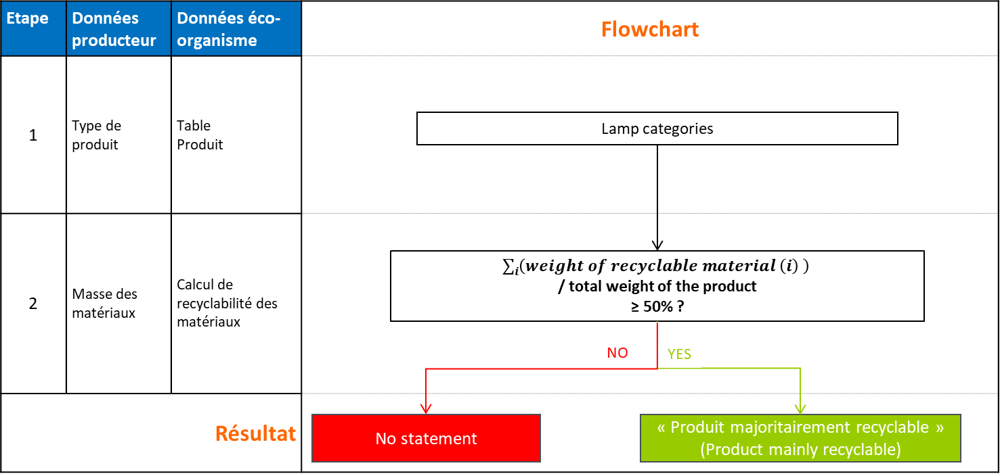 Etape
Données
producteur
Données éco-
organisme
Flowchart
1
Type de
produit
Table
Produit
Lamp categories
2
Masse des
matériaux
Calcul de
recyclabilité des
matériaux
∑ᵢ(weight of recyclable material (i) )
/ total weight of the product
≥ 50% ?
NO
YES
Résultat
No statement
« Produit majoritairement recyclable »
(Product mainly recyclable)